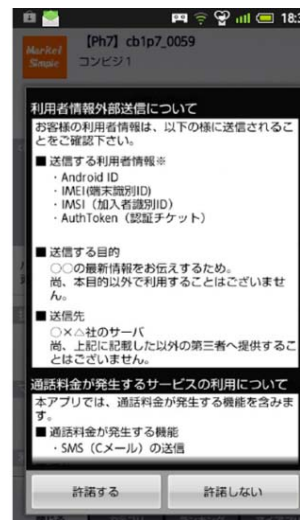 18:3
Market
Simple
【Ph7】cb1p7_0059
コンビジ1
利用者情報外部送信について
お客様の利用者情報は、以下の様に送信されるこ
とをご確認下さい。
■ 送信する利用者情報※
・Android ID
・IMEI(端末識別ID)
・IMSI（加入者識別ID）
・AuthToken（認証チケット）
■ 送信する目的
○○の最新情報をお伝えするため。
尚、本目的以外で利用することはございませ
ん。
■ 送信先
○×△社のサーバ
尚、上記に記載した以外の第三者へ提供するこ
とはございません。
通話料金が発生するサービスの利用について
本アプリでは、通話料金が発生する機能を含みま
す。
■ 通話料金が発生する機能
・SMS（Cメール）の送信
許諾する
許諾しない